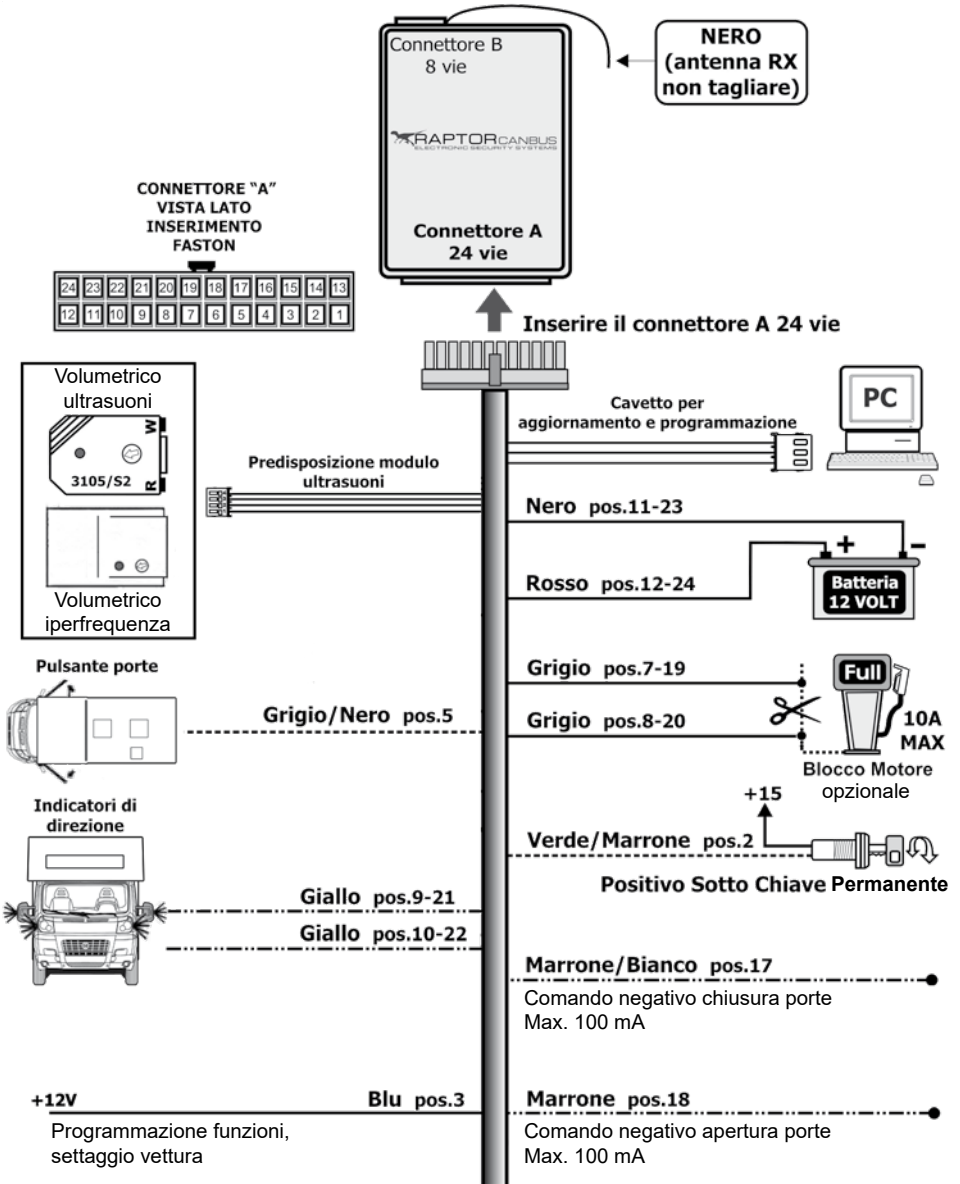 Connettore B
8 vie
NERO
(antenna RX
non tagliare)
RAPTORCANBUS
ELECTRONIC SECURITY SYSTEMS
Connettore A
24 vie
CONNETTORE “A”
VISTA LATO
INSERIMENTO
FASTON
24 23 22 21 20 19 18 17 16 15 14 13
12 11 10 9 8 7 6 5 4 3 2 1
Inserire il connettore A 24 vie
Volumetrico
ultrasuoni
W
3105/S2
R
Volumetrico
iperfrequenza
Predisposizione modulo
ultrasuoni
Cavetto per
aggiornamento e programmazione
PC
Nero pos.11-23
+ –
Rosso pos.12-24
Batteria
12 VOLT
Pulsante porte
Grigio/Nero pos.5
Grigio pos.7-19
Grigio pos.8-20
Full
10A
MAX
Blocco Motore
opzionale
+15
Verde/Marrone pos.2
Positivo Sotto Chiave Permanente
Indicatori di
direzione
Giallo pos.9-21
Giallo pos.10-22
Marrone/Bianco pos.17
Comando negativo chiusura porte
Max. 100 mA
+12V
Blu pos.3
Programmazione funzioni,
settaggio vettura
Marrone pos.18
Comando negativo apertura porte
Max. 100 mA